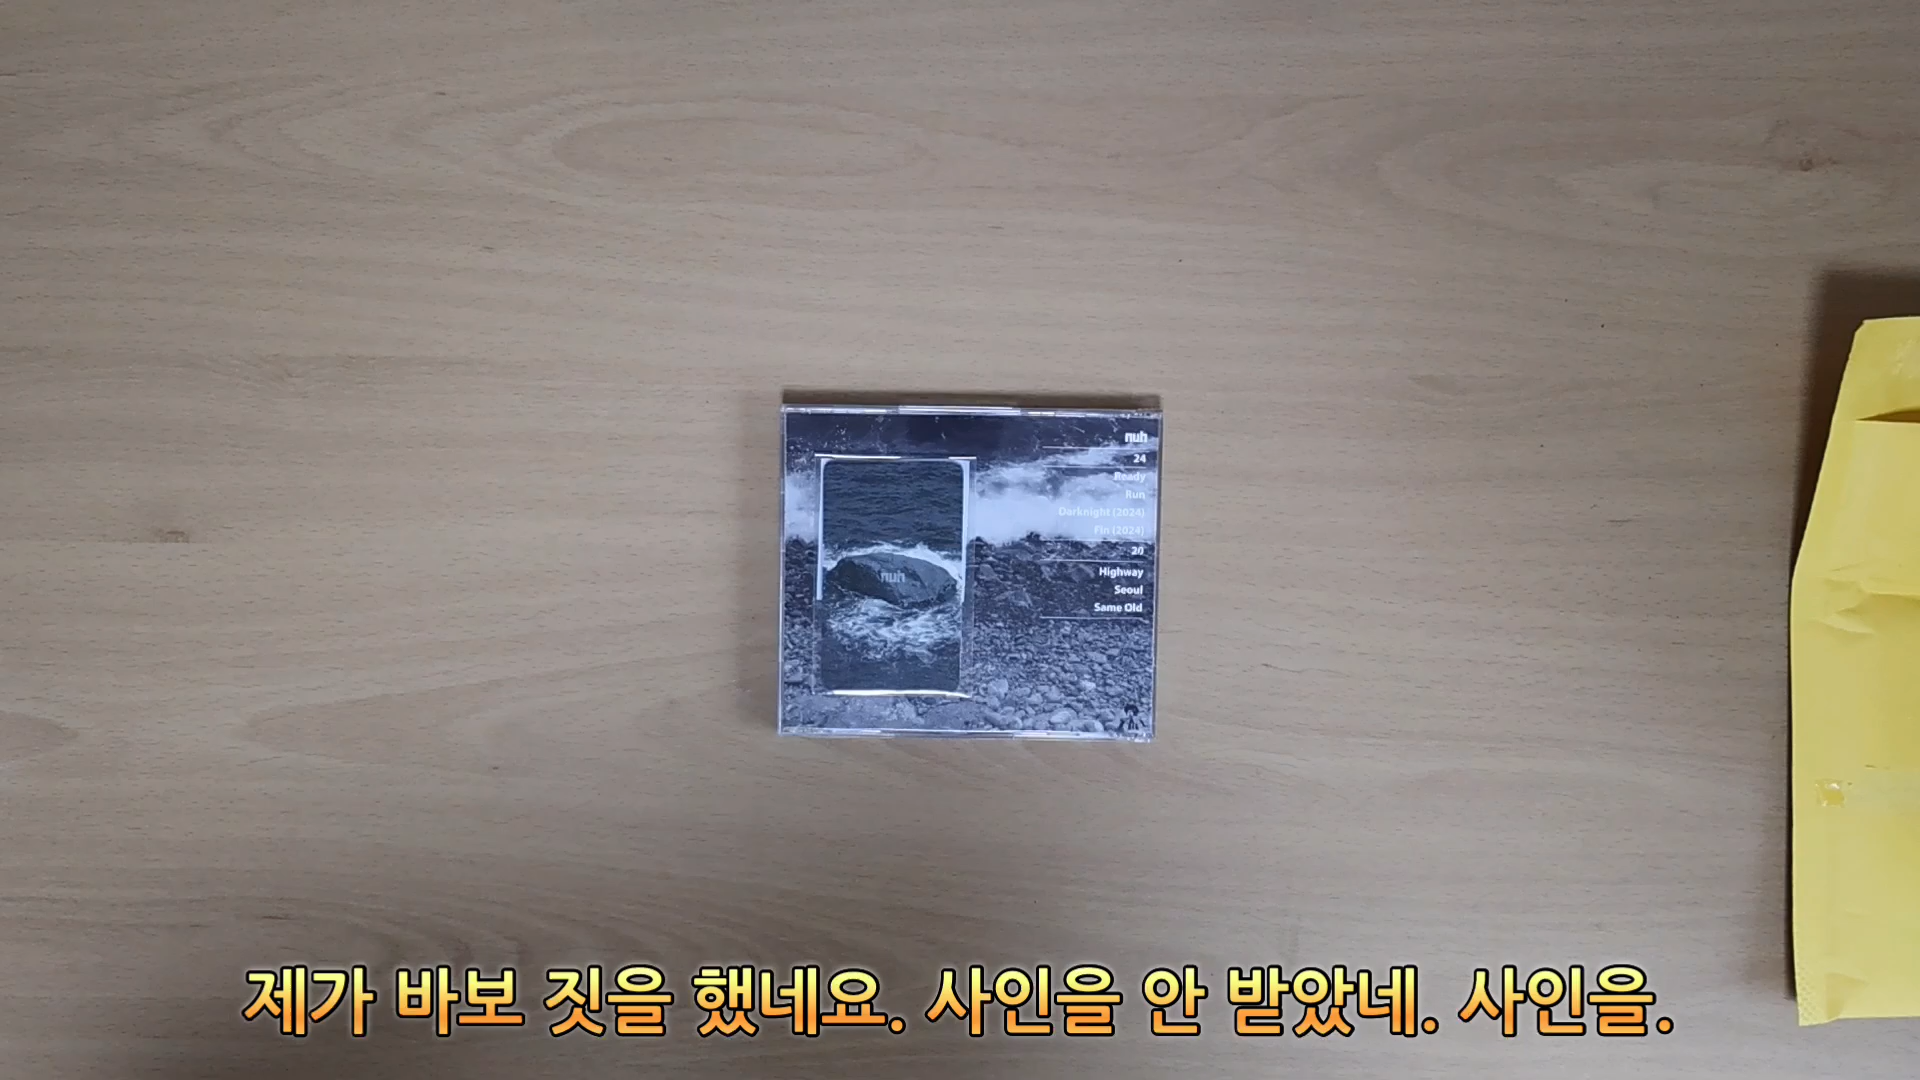 nuh
24
Ready
Run
Darknight (2024)
Fin (2024)
20
Highway
Seoul
Same Old
nuh
제가 바보 짓을 했네요. 사인을 안 받았네. 사인을.